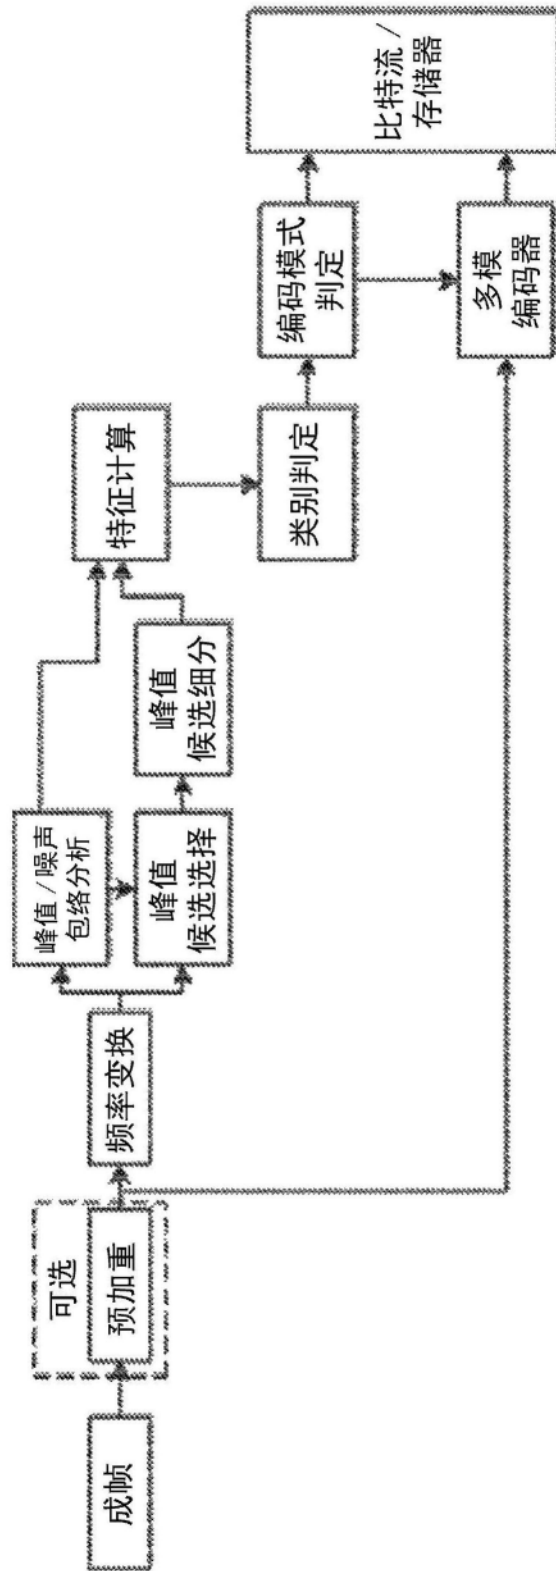 成帧
可选
预加重
频率变换
峰值/噪声
包络分析
峰值
候选选择
峰值
候选细分
特征计算
类别判定
编码模式
判定
多模
编码器
比特流/
存储器